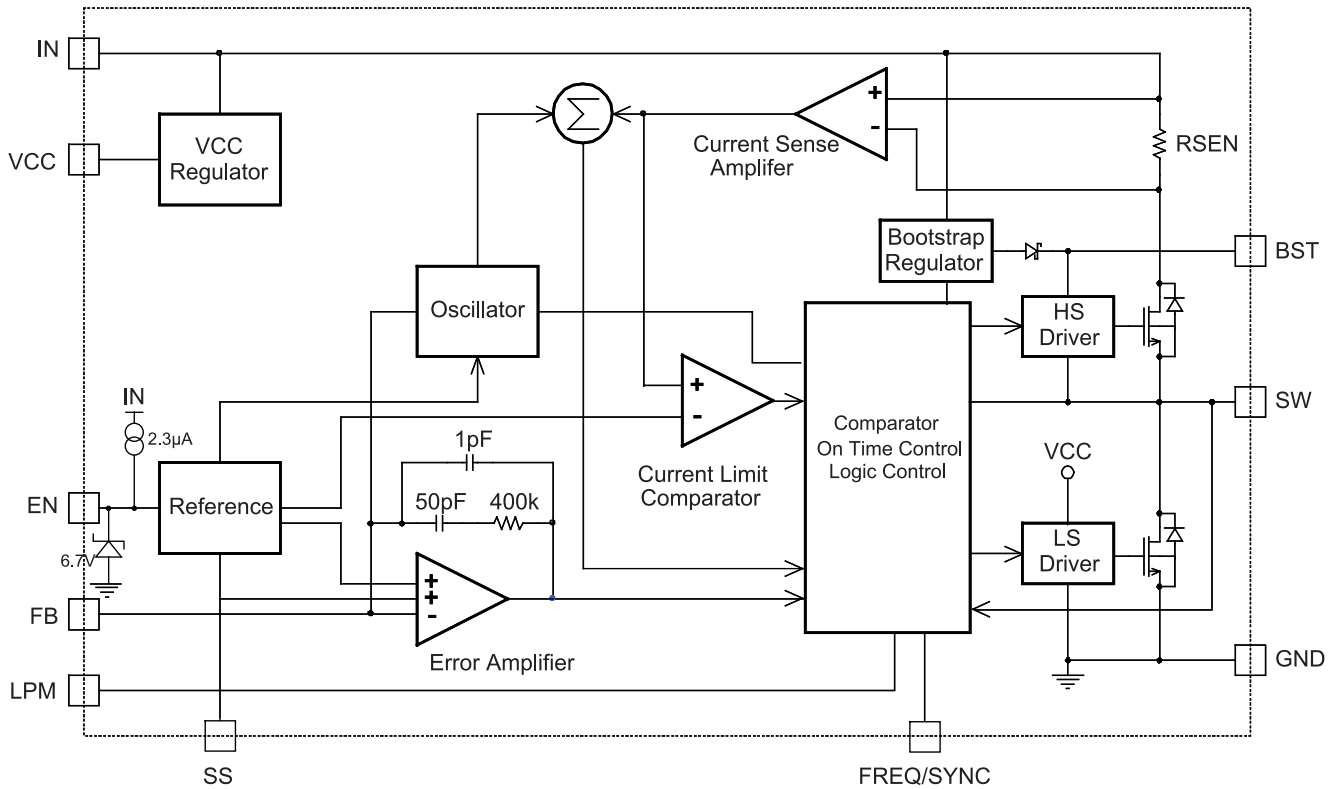 IN
VCC
VCC
Regulator
Σ
+
-
Current Sense
Amplifer
RSEN
Bootstrap
Regulator
BST
Oscillator
HS
Driver
IN
2.3µA
+
-
Current Limit
Comparator
Comparator
On Time Control
Logic Control
SW
1pF
50pF
400k
VCC
EN
Reference
6.7V
LS
Driver
+
+
-
FB
Error Amplifier
GND
LPM
SS
FREQ/SYNC